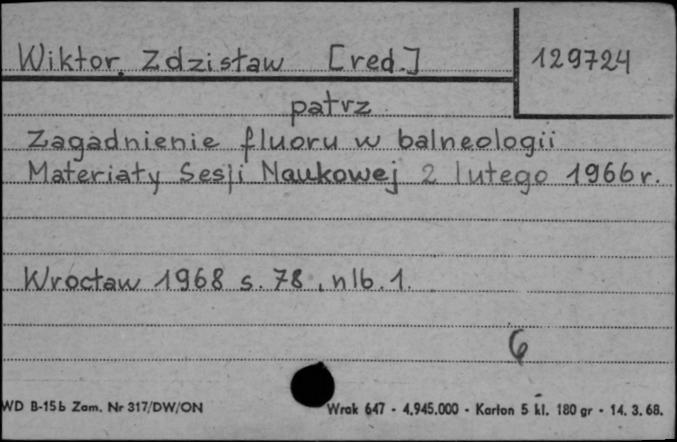 Wiktor, Zdzisław [red.] 129724
patrz
Zagadnienie fluoru w balneologii
Materiały Sesji Naukowej 2 lutego 1966 r.
Wrocław 1968 s. 78, nlb. 1.
6
WD B-15b Zam. Nr 317/DW/ON Wrak 647 - 4.945.000 - Karton 5 kl. 180 gr - 14. 3. 68.